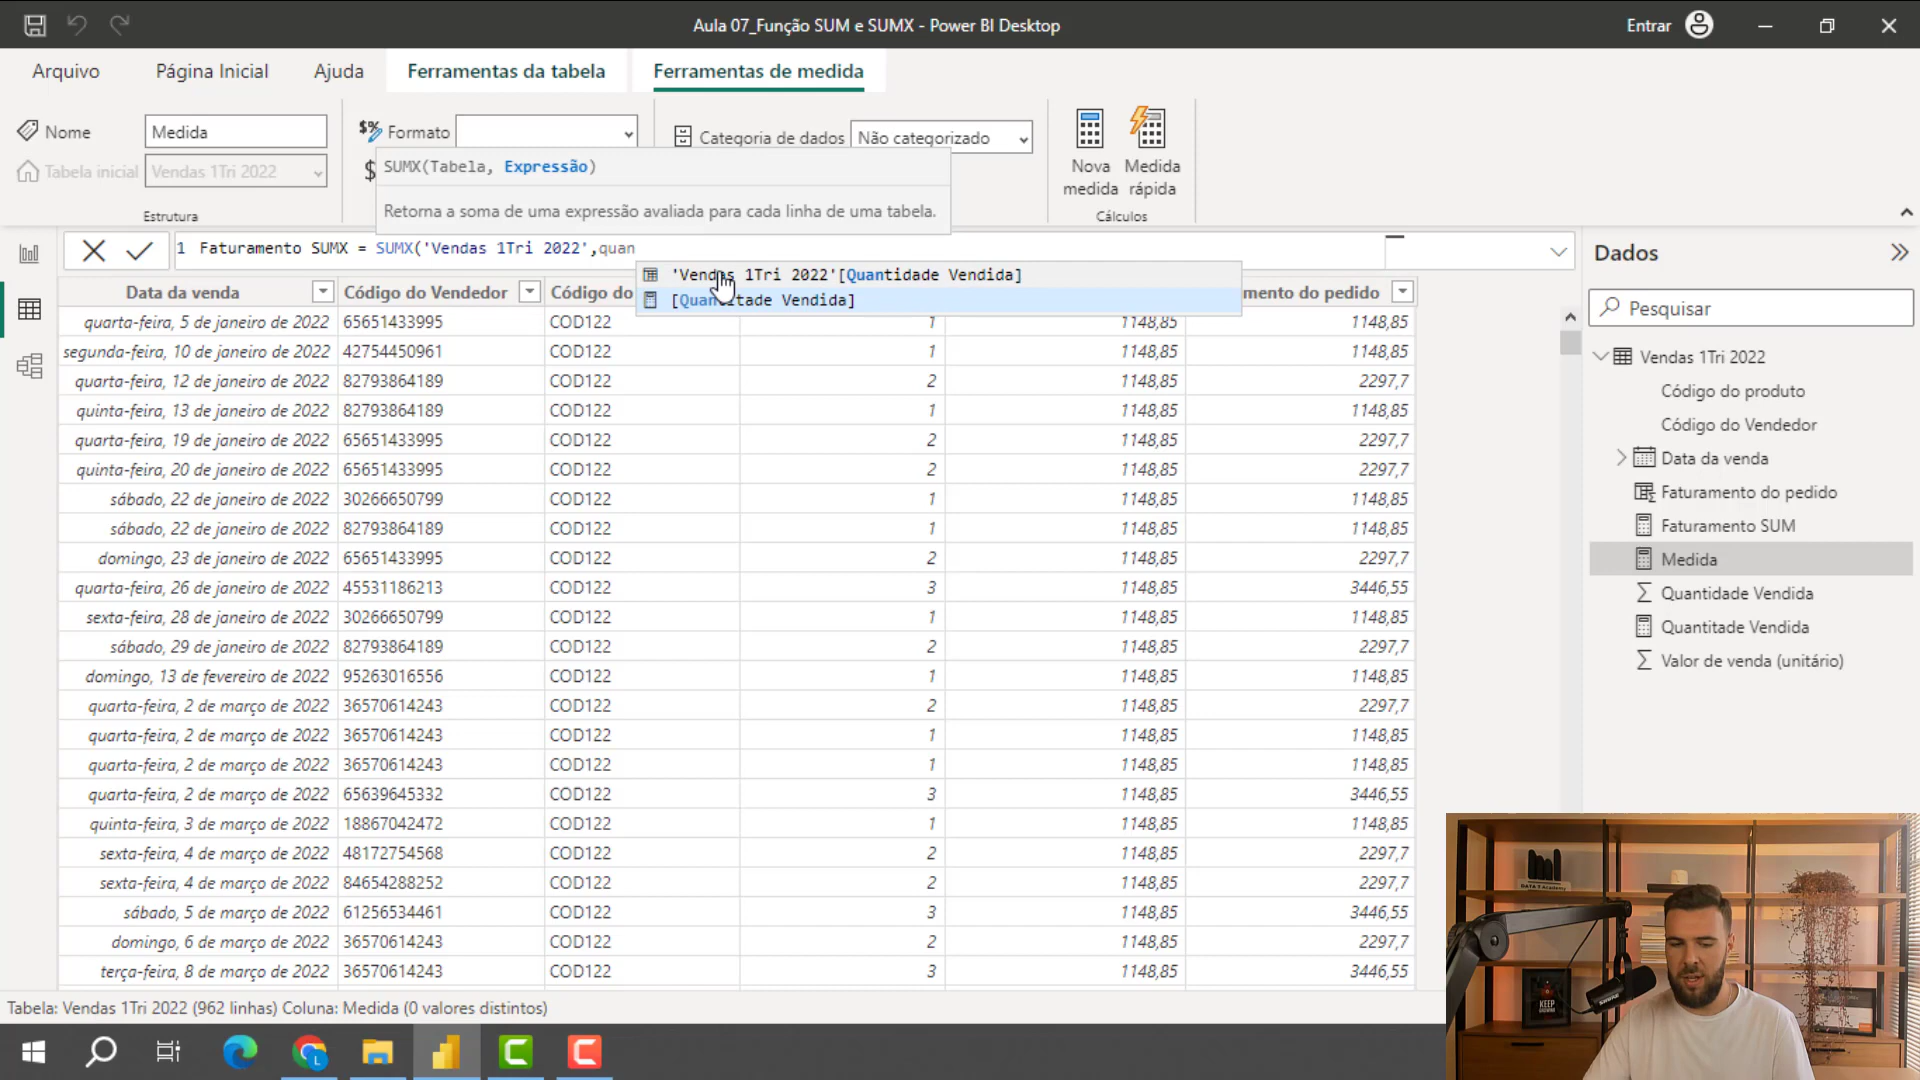 Aula 07_Função SUM e SUMX - Power BI Desktop
Entrar
Arquivo Página Inicial Ajuda Ferramentas da tabela Ferramentas de medida
Nome Medida
Tabela inicial Vendas 1Tri 2022
Estrutura
$% Formato
$
Categoria de dados Não categorizado
Nova medida
Medida rápida
Cálculos
SUMX(Tabela, Expressão)
Retorna a soma de uma expressão avaliada para cada linha de uma tabela.
1 Faturamento SUMX = SUMX('Vendas 1Tri 2022',quan
'Vendas 1Tri 2022'[Quantidade Vendida]
[Quantitade Vendida]
Data da venda Código do Vendedor Código do mento do pedido
quarta-feira, 5 de janeiro de 2022 65651433995 COD122 1 1148,85 1148,85
segunda-feira, 10 de janeiro de 2022 42754450961 COD122 1 1148,85 1148,85
quarta-feira, 12 de janeiro de 2022 82793864189 COD122 2 1148,85 2297,7
quinta-feira, 13 de janeiro de 2022 82793864189 COD122 1 1148,85 1148,85
quarta-feira, 19 de janeiro de 2022 65651433995 COD122 2 1148,85 2297,7
quinta-feira, 20 de janeiro de 2022 65651433995 COD122 2 1148,85 2297,7
sábado, 22 de janeiro de 2022 30266650799 COD122 1 1148,85 1148,85
sábado, 22 de janeiro de 2022 82793864189 COD122 1 1148,85 1148,85
domingo, 23 de janeiro de 2022 65651433995 COD122 2 1148,85 2297,7
quarta-feira, 26 de janeiro de 2022 45531186213 COD122 3 1148,85 3446,55
sexta-feira, 28 de janeiro de 2022 30266650799 COD122 1 1148,85 1148,85
sábado, 29 de janeiro de 2022 82793864189 COD122 2 1148,85 2297,7
domingo, 13 de fevereiro de 2022 95263016556 COD122 1 1148,85 1148,85
quarta-feira, 2 de março de 2022 36570614243 COD122 2 1148,85 2297,7
quarta-feira, 2 de março de 2022 36570614243 COD122 1 1148,85 1148,85
quarta-feira, 2 de março de 2022 36570614243 COD122 1 1148,85 1148,85
quarta-feira, 2 de março de 2022 65639645332 COD122 3 1148,85 3446,55
quinta-feira, 3 de março de 2022 18867042472 COD122 1 1148,85 1148,85
sexta-feira, 4 de março de 2022 48172754568 COD122 2 1148,85 2297,7
sexta-feira, 4 de março de 2022 84654288252 COD122 2 1148,85 2297,7
sábado, 5 de março de 2022 61256534461 COD122 3 1148,85 3446,55
domingo, 6 de março de 2022 36570614243 COD122 2 1148,85 2297,7
terça-feira, 8 de março de 2022 36570614243 COD122 3 1148,85 3446,55
Tabela: Vendas 1Tri 2022 (962 linhas) Coluna: Medida (0 valores distintos)
Dados
Pesquisar
Vendas 1Tri 2022
Código do produto
Código do Vendedor
Data da venda
Faturamento do pedido
Faturamento SUM
Medida
Quantidade Vendida
Quantitade Vendida
Valor de venda (unitário)
KEEP